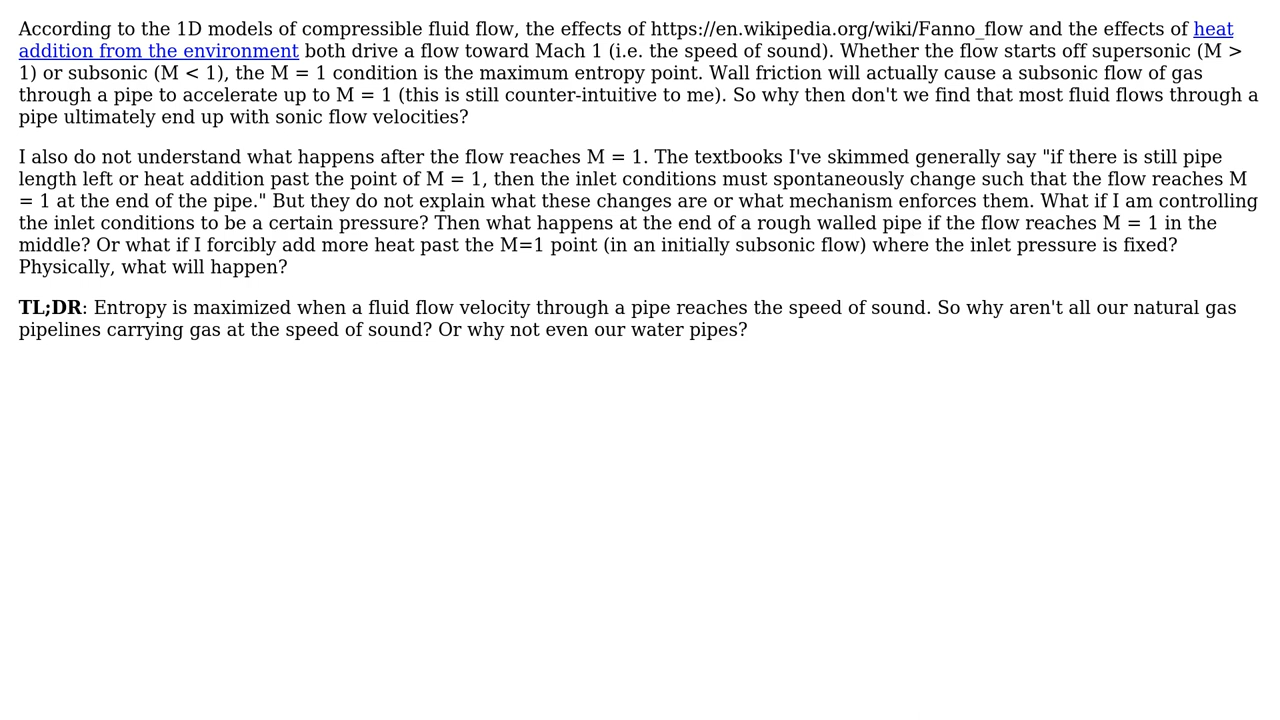 According to the 1D models of compressible fluid flow, the effects of https://en.wikipedia.org/wiki/Fanno_flow and the effects of heat
addition from the environment both drive a flow toward Mach 1 (i.e. the speed of sound). Whether the flow starts off supersonic (M >
1) or subsonic (M < 1), the M = 1 condition is the maximum entropy point. Wall friction will actually cause a subsonic flow of gas
through a pipe to accelerate up to M = 1 (this is still counter-intuitive to me). So why then don't we find that most fluid flows through a
pipe ultimately end up with sonic flow velocities?
I also do not understand what happens after the flow reaches M = 1. The textbooks I've skimmed generally say "if there is still pipe
length left or heat addition past the point of M = 1, then the inlet conditions must spontaneously change such that the flow reaches M
= 1 at the end of the pipe." But they do not explain what these changes are or what mechanism enforces them. What if I am controlling
the inlet conditions to be a certain pressure? Then what happens at the end of a rough walled pipe if the flow reaches M = 1 in the
middle? Or what if I forcibly add more heat past the M=1 point (in an initially subsonic flow) where the inlet pressure is fixed?
Physically, what will happen?
TL;DR: Entropy is maximized when a fluid flow velocity through a pipe reaches the speed of sound. So why aren't all our natural gas
pipelines carrying gas at the speed of sound? Or why not even our water pipes?